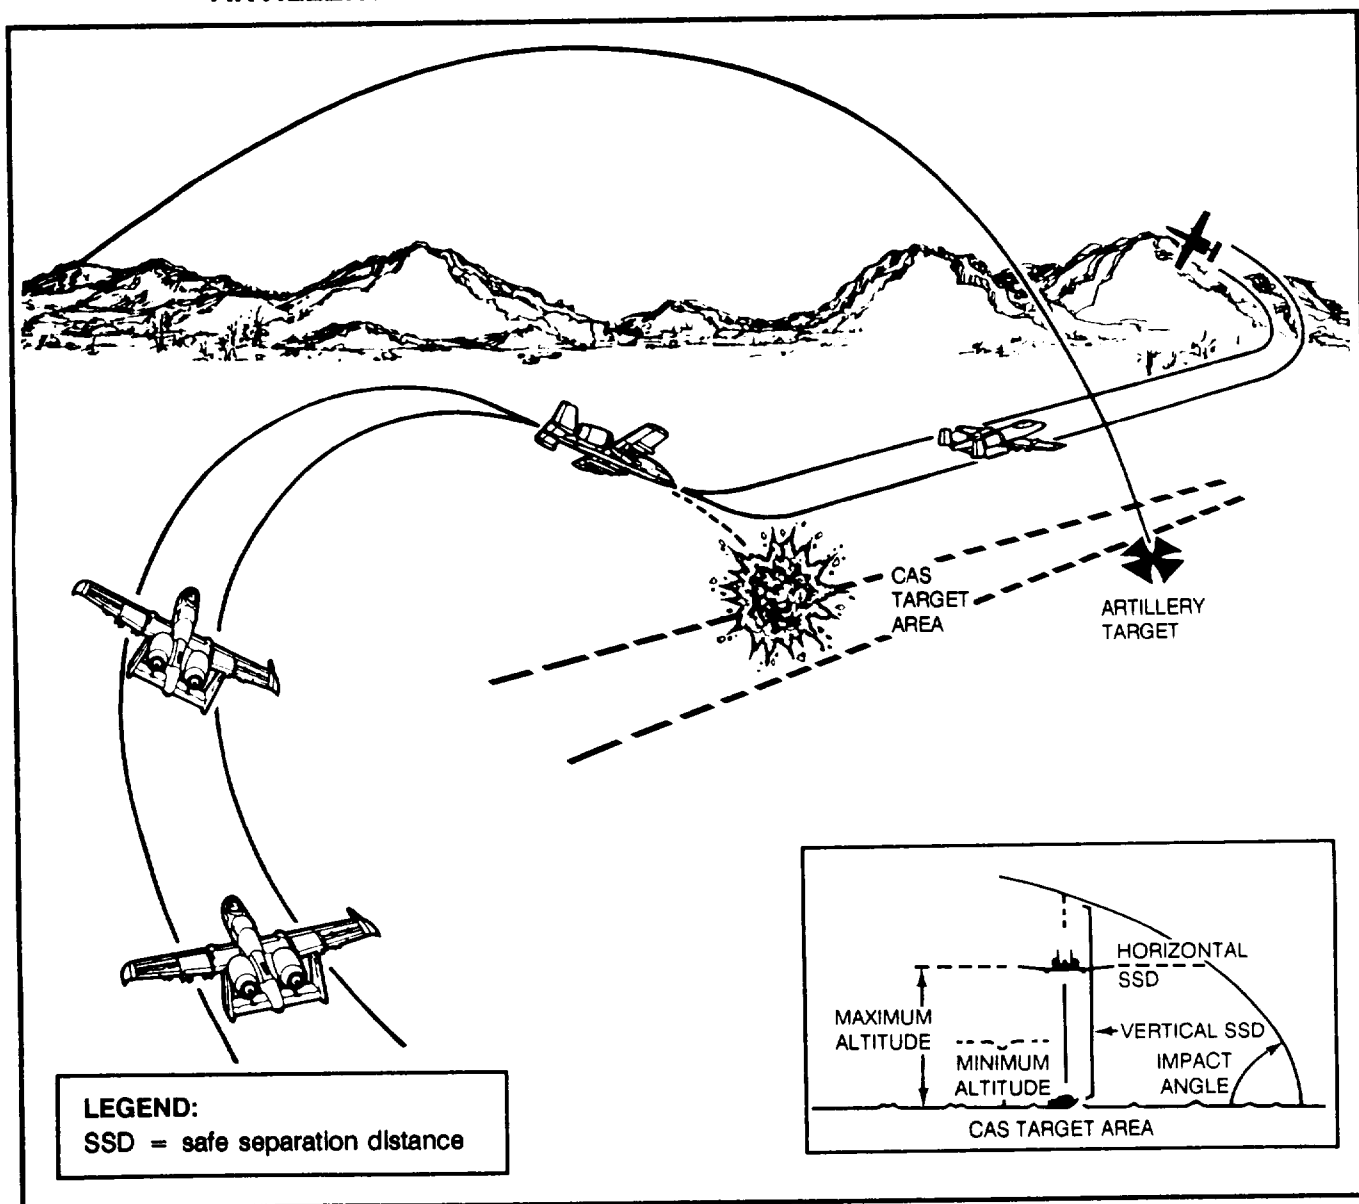 CAS
TARGET
AREA
ARTILLERY
TARGET
HORIZONTAL
SSD
MAXIMUM
ALTITUDE
VERTICAL SSD
MINIMUM
ALTITUDE
IMPACT
ANGLE
CAS TARGET AREA
LEGEND:
SSD = safe separation distance